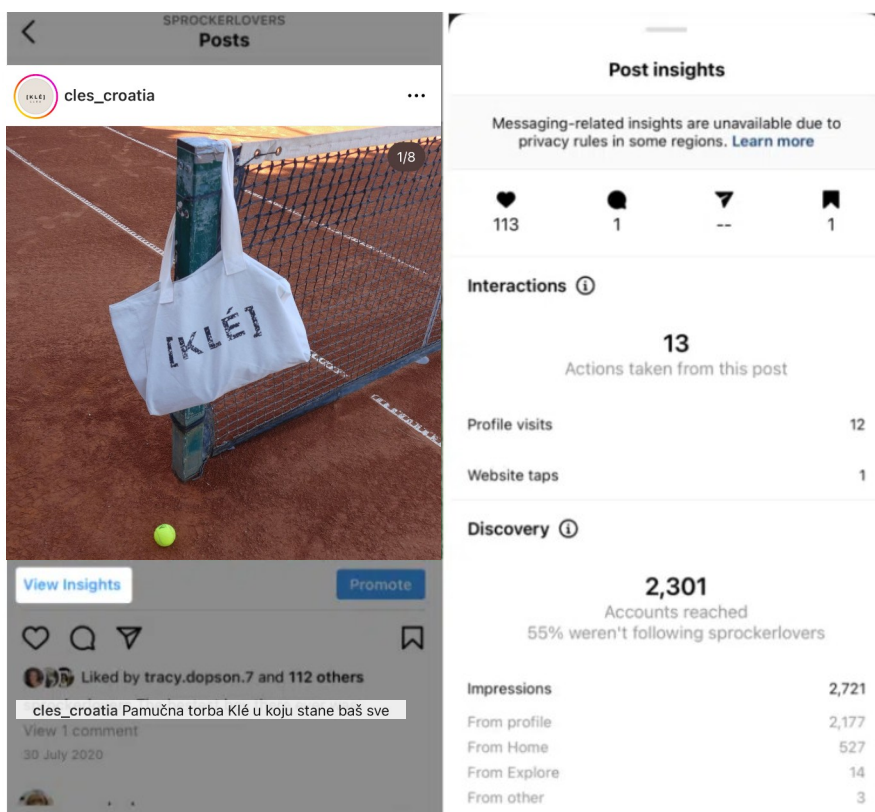 SPROCKERLOVERS
Posts
[KLÉ]
cles_croatia
1/8
[KLÉ]
View Insights
Promote
Liked by tracy.dopson.7 and 112 others
cles_croatia Pamučna torba Klé u koju stane baš sve
View 1 comment
30 July 2020
Post insights
Messaging-related insights are unavailable due to
privacy rules in some regions. Learn more
113
1
--
1
Interactions
13
Actions taken from this post
Profile visits 12
Website taps 1
Discovery
2,301
Accounts reached
55% weren't following sprockerlovers
Impressions 2,721
From profile 2,177
From Home 527
From Explore 14
From other 3